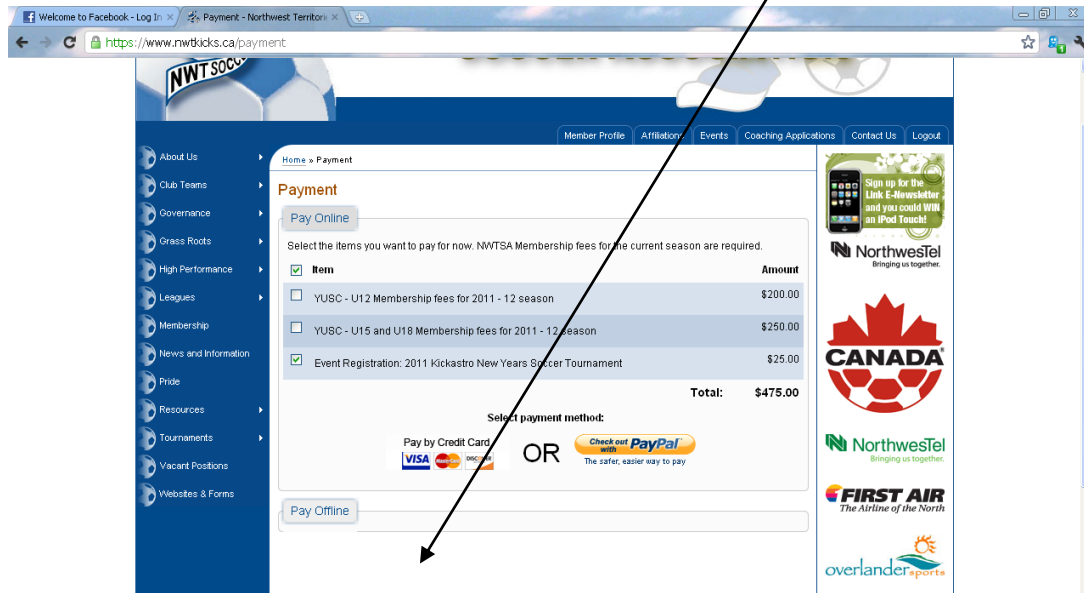 Welcome to Facebook - Log In
Payment - Northwest Territorie
https://www.nwtkicks.ca/payment
NWT SOCC
Member Profile
Affiliations
Events
Coaching Applications
Contact Us
Logout
About Us
Club Teams
Governance
Grass Roots
High Performance
Leagues
Membership
News and Information
Pride
Resources
Tournaments
Vacant Positions
Websites & Forms
Home » Payment
Payment
Pay Online
Select the items you want to pay for now. NWTSA Membership fees for the current season are required.
Item Amount
YUSC - U12 Membership fees for 2011 - 12 season $200.00
YUSC - U15 and U18 Membership fees for 2011 - 12 season $250.00
Event Registration: 2011 Kickastro New Years Soccer Tournament $25.00
Total: $475.00
Select payment method:
Pay by Credit Card
VISA MasterCard DISCOVER
OR
Check out with PayPal
The safer, easier way to pay
Pay Offline
Sign up for the
Link E-Newsletter
and you could WIN
an iPod Touch!
NorthwesTel
Bringing us together.
CANADA
NorthwesTel
Bringing us together.
FIRST AIR
The Airline of the North
overlander
sports